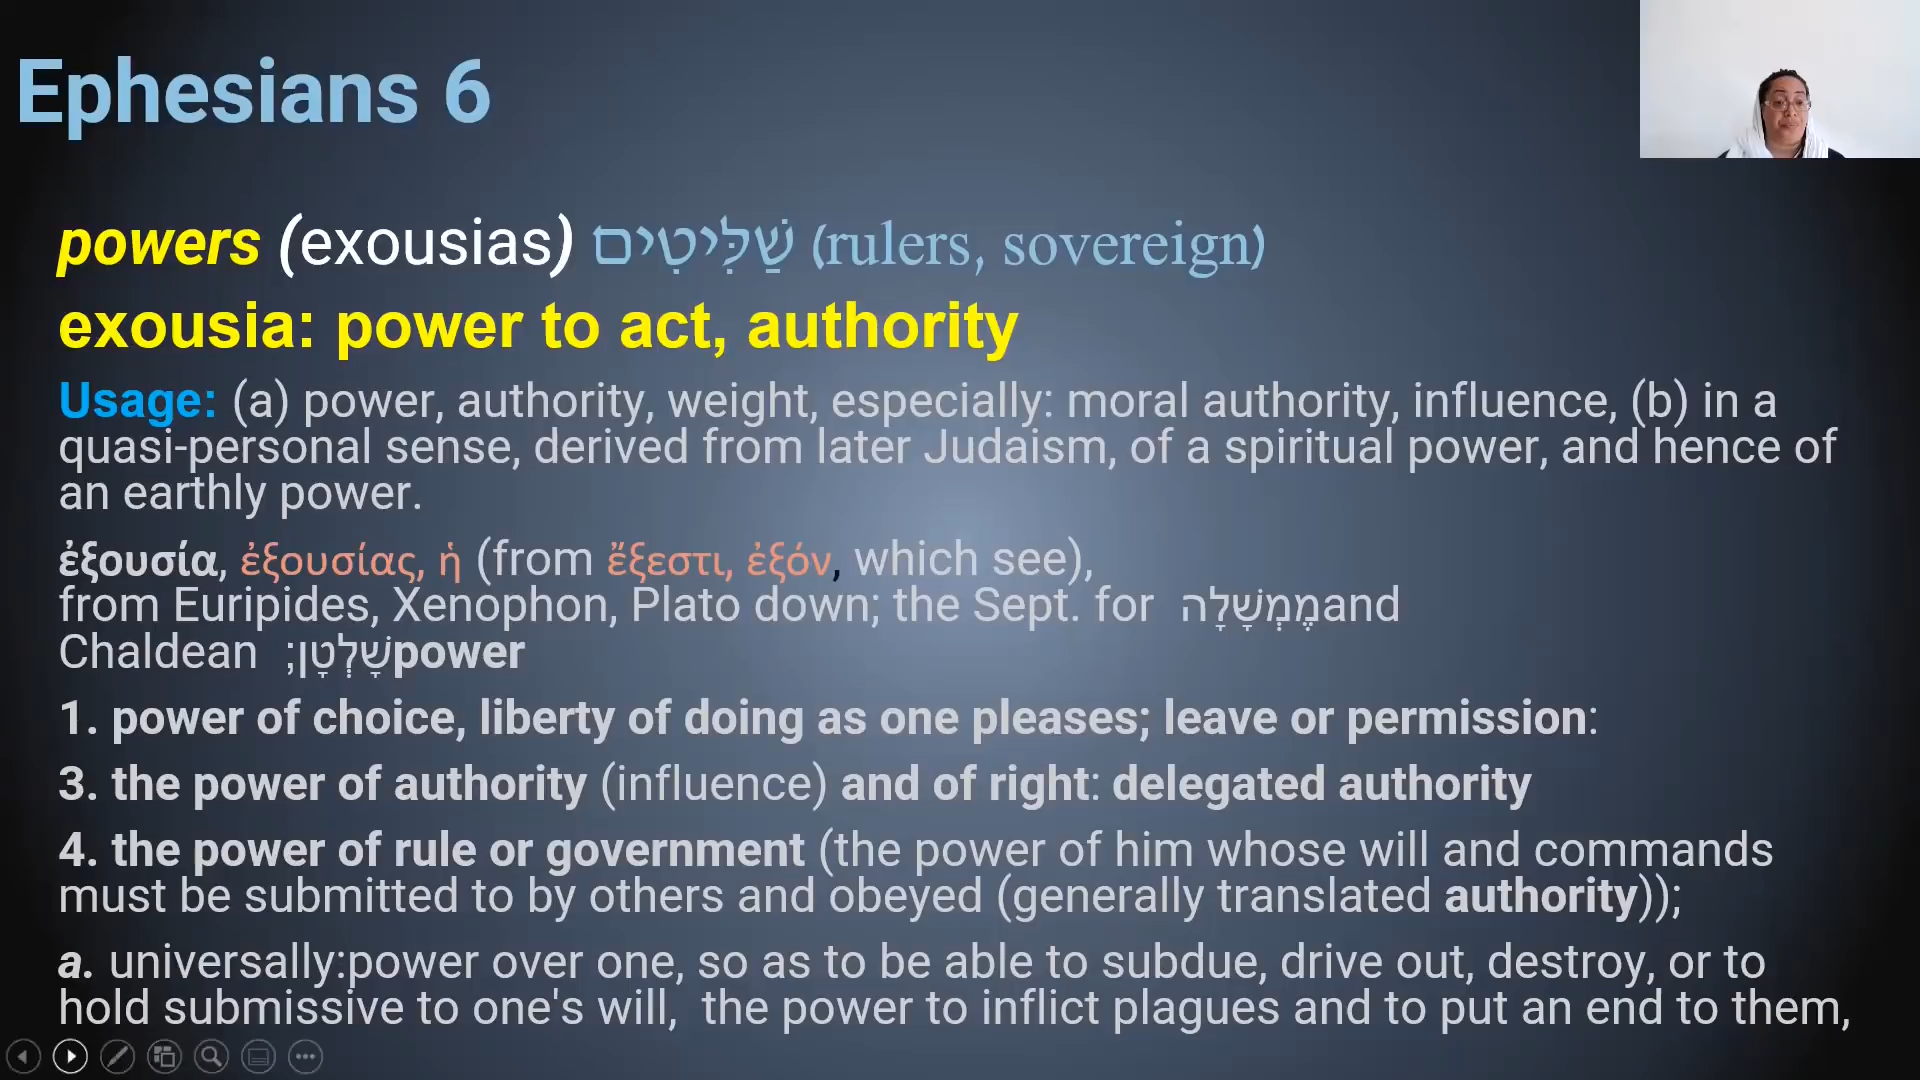 Ephesians 6
powers (exousias) שַׁלִּיטִים (rulers, sovereign)
exousia: power to act, authority
Usage: (a) power, authority, weight, especially: moral authority, influence, (b) in a
quasi-personal sense, derived from later Judaism, of a spiritual power, and hence of
an earthly power.
ἐξουσία, ἐξουσίας, ἡ (from ἔξεστι, ἐξόν, which see),
from Euripides, Xenophon, Plato down; the Sept. for מֶמְשָׁלָה and
Chaldean שָׁלְטָן; power
1. power of choice, liberty of doing as one pleases; leave or permission:
3. the power of authority (influence) and of right: delegated authority
4. the power of rule or government (the power of him whose will and commands
must be submitted to by others and obeyed (generally translated authority));
a. universally:power over one, so as to be able to subdue, drive out, destroy, or to
hold submissive to one's will, the power to inflict plagues and to put an end to them,